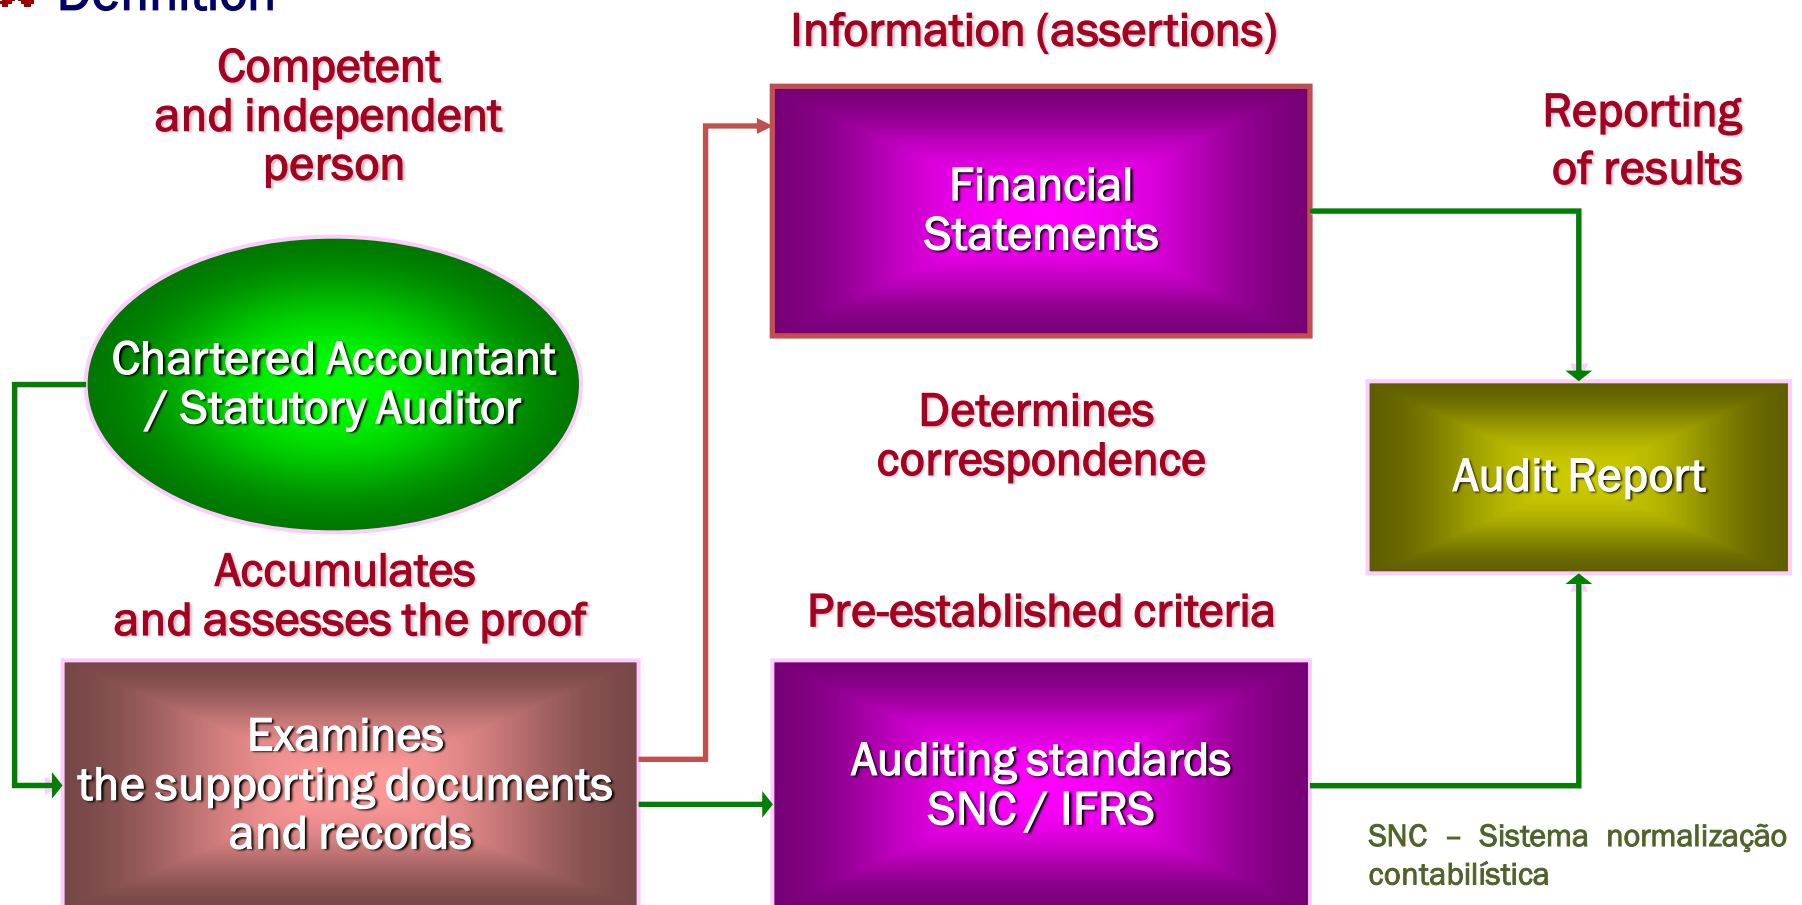 Definition
Competent
and independent
person
Information (assertions)
Reporting
of results
Financial
Statements
Chartered Accountant
/ Statutory Auditor
Determines
correspondence
Audit Report
Accumulates
and assesses the proof
Pre-established criteria
Examines
the supporting documents
and records
Auditing standards
SNC / IFRS
SNC – Sistema normalização
contabilística